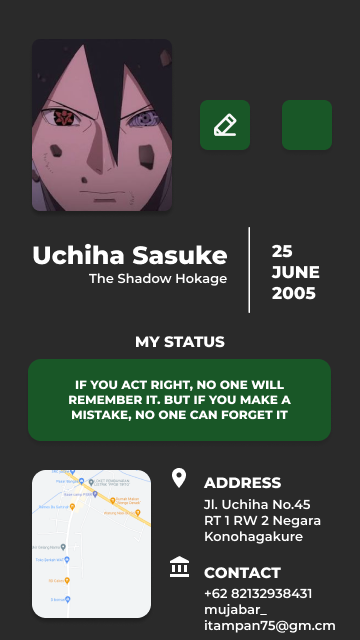 Uchiha Sasuke
The Shadow Hokage
25
JUNE
2005
MY STATUS
IF YOU ACT RIGHT, NO ONE WILL
REMEMBER IT. BUT IF YOU MAKE A
MISTAKE, NO ONE CAN FORGET IT
ADDRESS
Jl. Uchiha No.45
RT 1 RW 2 Negara
Konohagakure
CONTACT
+62 82132938431
mujabar_
itampan75@gm.cm